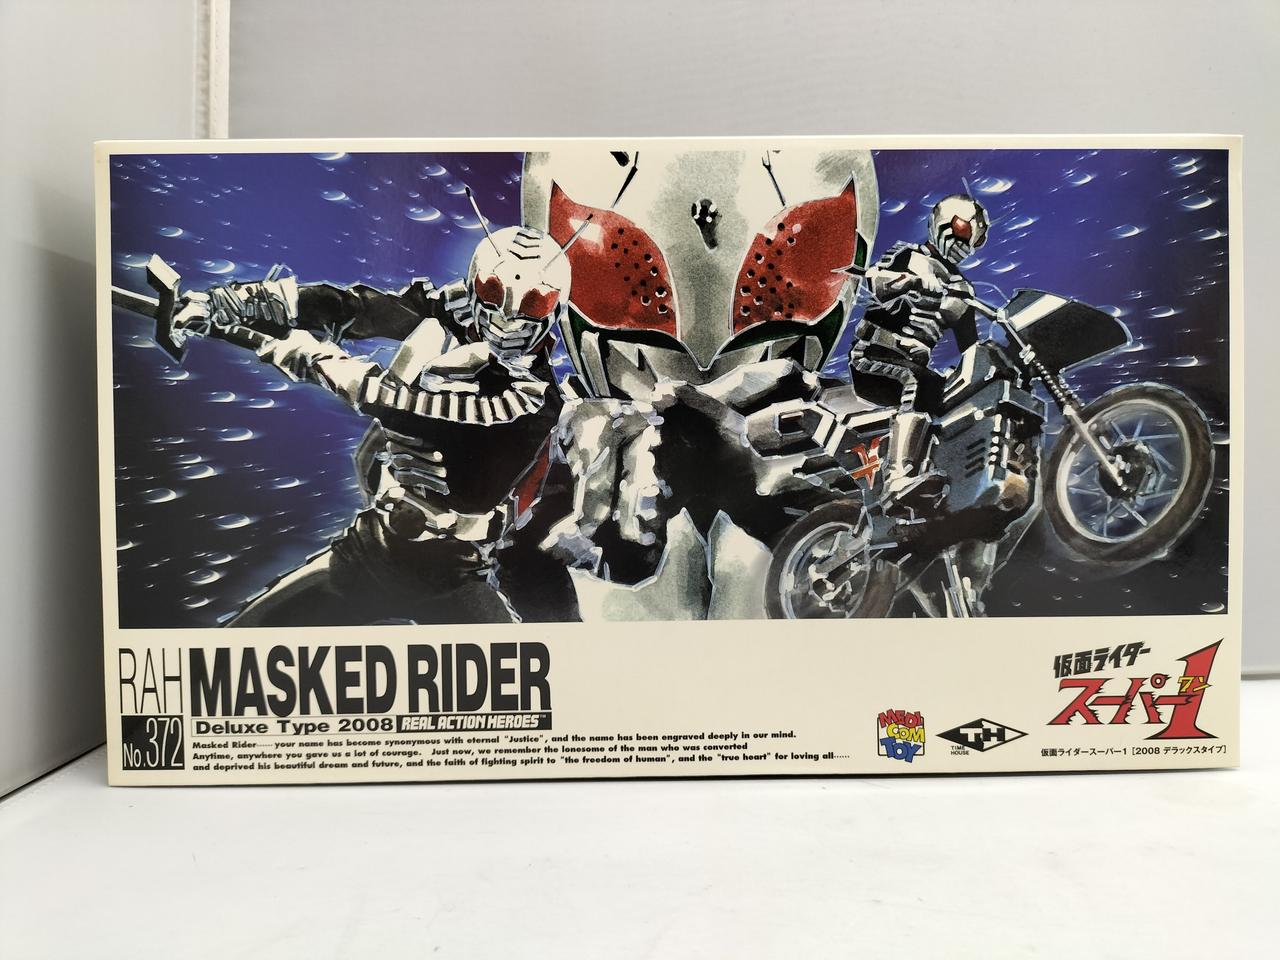 RAH
No.372
MASKED RIDER
Deluxe Type 2008 REAL ACTION HEROES™
Masked Rider...... your name has become synonymous with eternal "Justice", and the name has been engraved deeply in our mind.
Anytime, anywhere you gave us a lot of courage. Just now, we remember the lonesome of the man who was converted
and deprived his beautiful dream and future, and the faith of fighting spirit to "the freedom of human", and the "true heart" for loving all......
MEDI
COM
TOY
TH
TIME
HOUSE
仮面ライダー
スーパー1
ワン
仮面ライダースーパー1 [2008 デラックスタイプ]